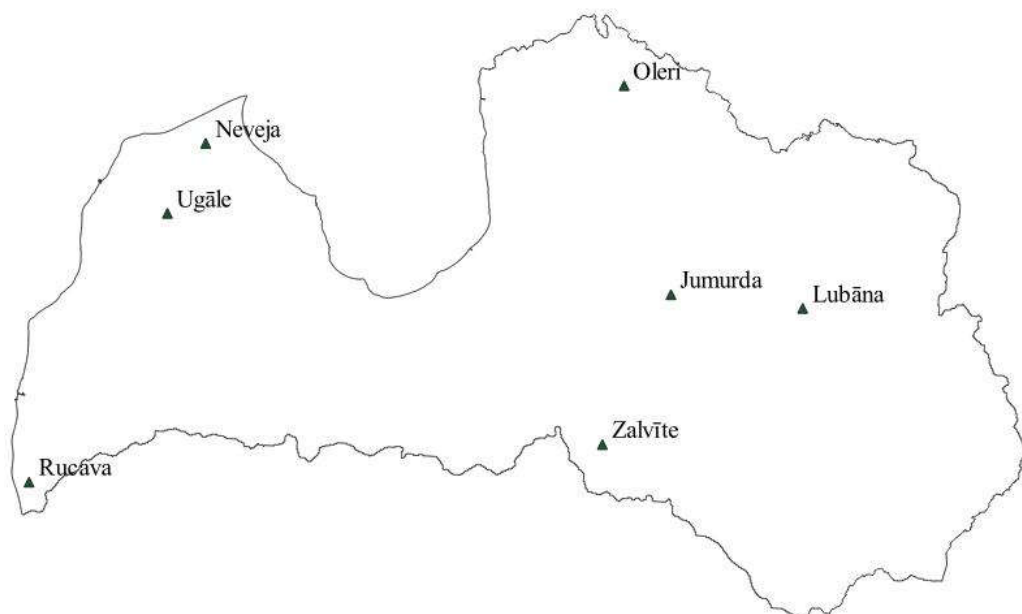 Oleri
Neveja
Ugāle
Jumurda
Lubāna
Zalvīte
Rucava